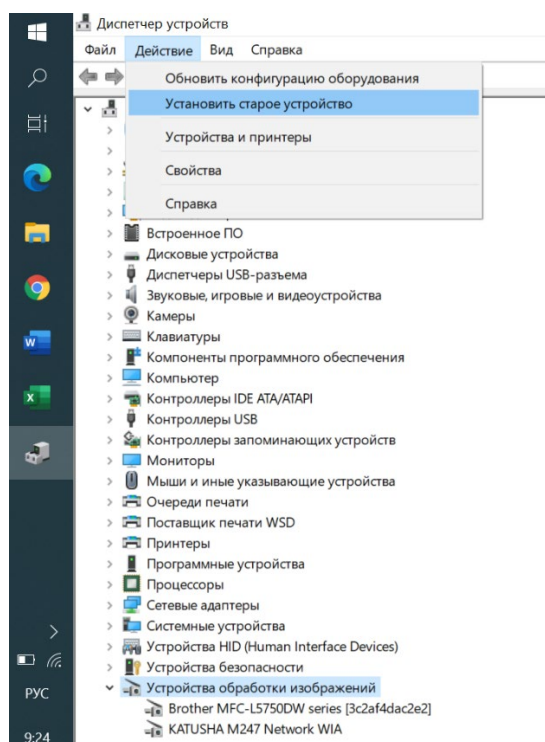 Диспетчер устройств
Файл Действие Вид Справка
Обновить конфигурацию оборудования
Установить старое устройство
Устройства и принтеры
Свойства
Справка
Встроенное ПО
Дисковые устройства
Диспетчеры USB-разъема
Звуковые, игровые и видеоустройства
Камеры
Клавиатуры
Компоненты программного обеспечения
Компьютер
Контроллеры IDE ATA/ATAPI
Контроллеры USB
Контроллеры запоминающих устройств
Мониторы
Мыши и иные указывающие устройства
Очереди печати
Поставщик печати WSD
Принтеры
Программные устройства
Процессоры
Сетевые адаптеры
Системные устройства
Устройства HID (Human Interface Devices)
Устройства безопасности
Устройства обработки изображений
Brother MFC-L5750DW series [3c2af4dac2e2]
KATUSHA M247 Network WIA
W
X
РУС
9:24